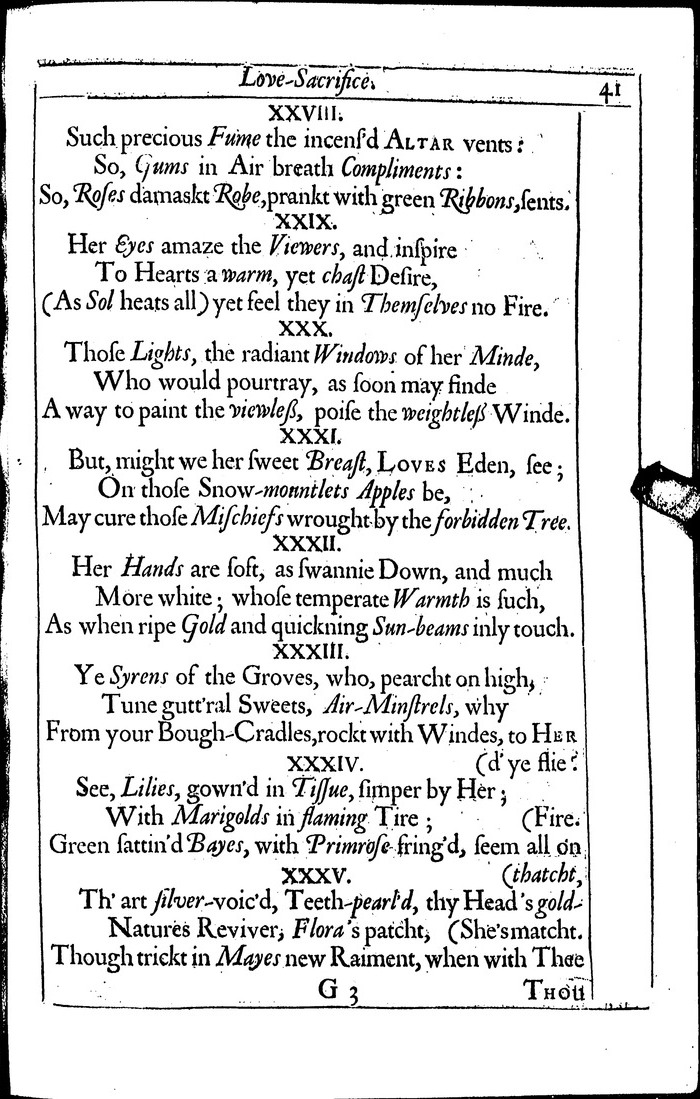 Love-Sacrifice. 41
XXVIII.
Such precious Fume the incenſ'd ALTAR vents:
So, Gums in Air breath Compliments:
So, Roſes damaskt Robe, prankt with green Ribbons, ſents.
XXIX.
Her Eyes amaze the Viewers, and inſpire
To Hearts a warm, yet chaſt Deſire,
(As Sol heats all) yet feel they in Themſelves no Fire.
XXX.
Thoſe Lights, the radiant Windows of her Minde,
Who would pourtray, as ſoon may finde
A way to paint the viewleß, poiſe the weightleß Winde.
XXXI.
But, might we her ſweet Breaſt, LOVES Eden, ſee;
On thoſe Snow-mountlets Apples be,
May cure thoſe Miſchiefs wrought by the forbidden Tree.
XXXII.
Her Hands are ſoft, as ſwannie Down, and much
More white; whoſe temperate Warmth is ſuch,
As when ripe Gold and quickning Sun-beams inly touch.
XXXIII.
Ye Syrens of the Groves, who, pearcht on high,
Tune gutt'ral Sweets, Air-Minſtrels, why
From your Bough-Cradles, rockt with Windes, to HER
XXXIV. (d' ye flie?
See, Lilies, gown'd in Tiſſue, ſimper by Her;
With Marigolds in flaming Tire; (Fire.
Green ſattin'd Bayes, with Primroſe fring'd, ſeem all on
XXXV. (thatcht,
Th' art ſilver-voic'd, Teeth-pearl'd, thy Head's gold-
Natures Reviver, Flora's patcht, (She's matcht.
Though trickt in Mayes new Raiment, when with Thee
G 3 THOU